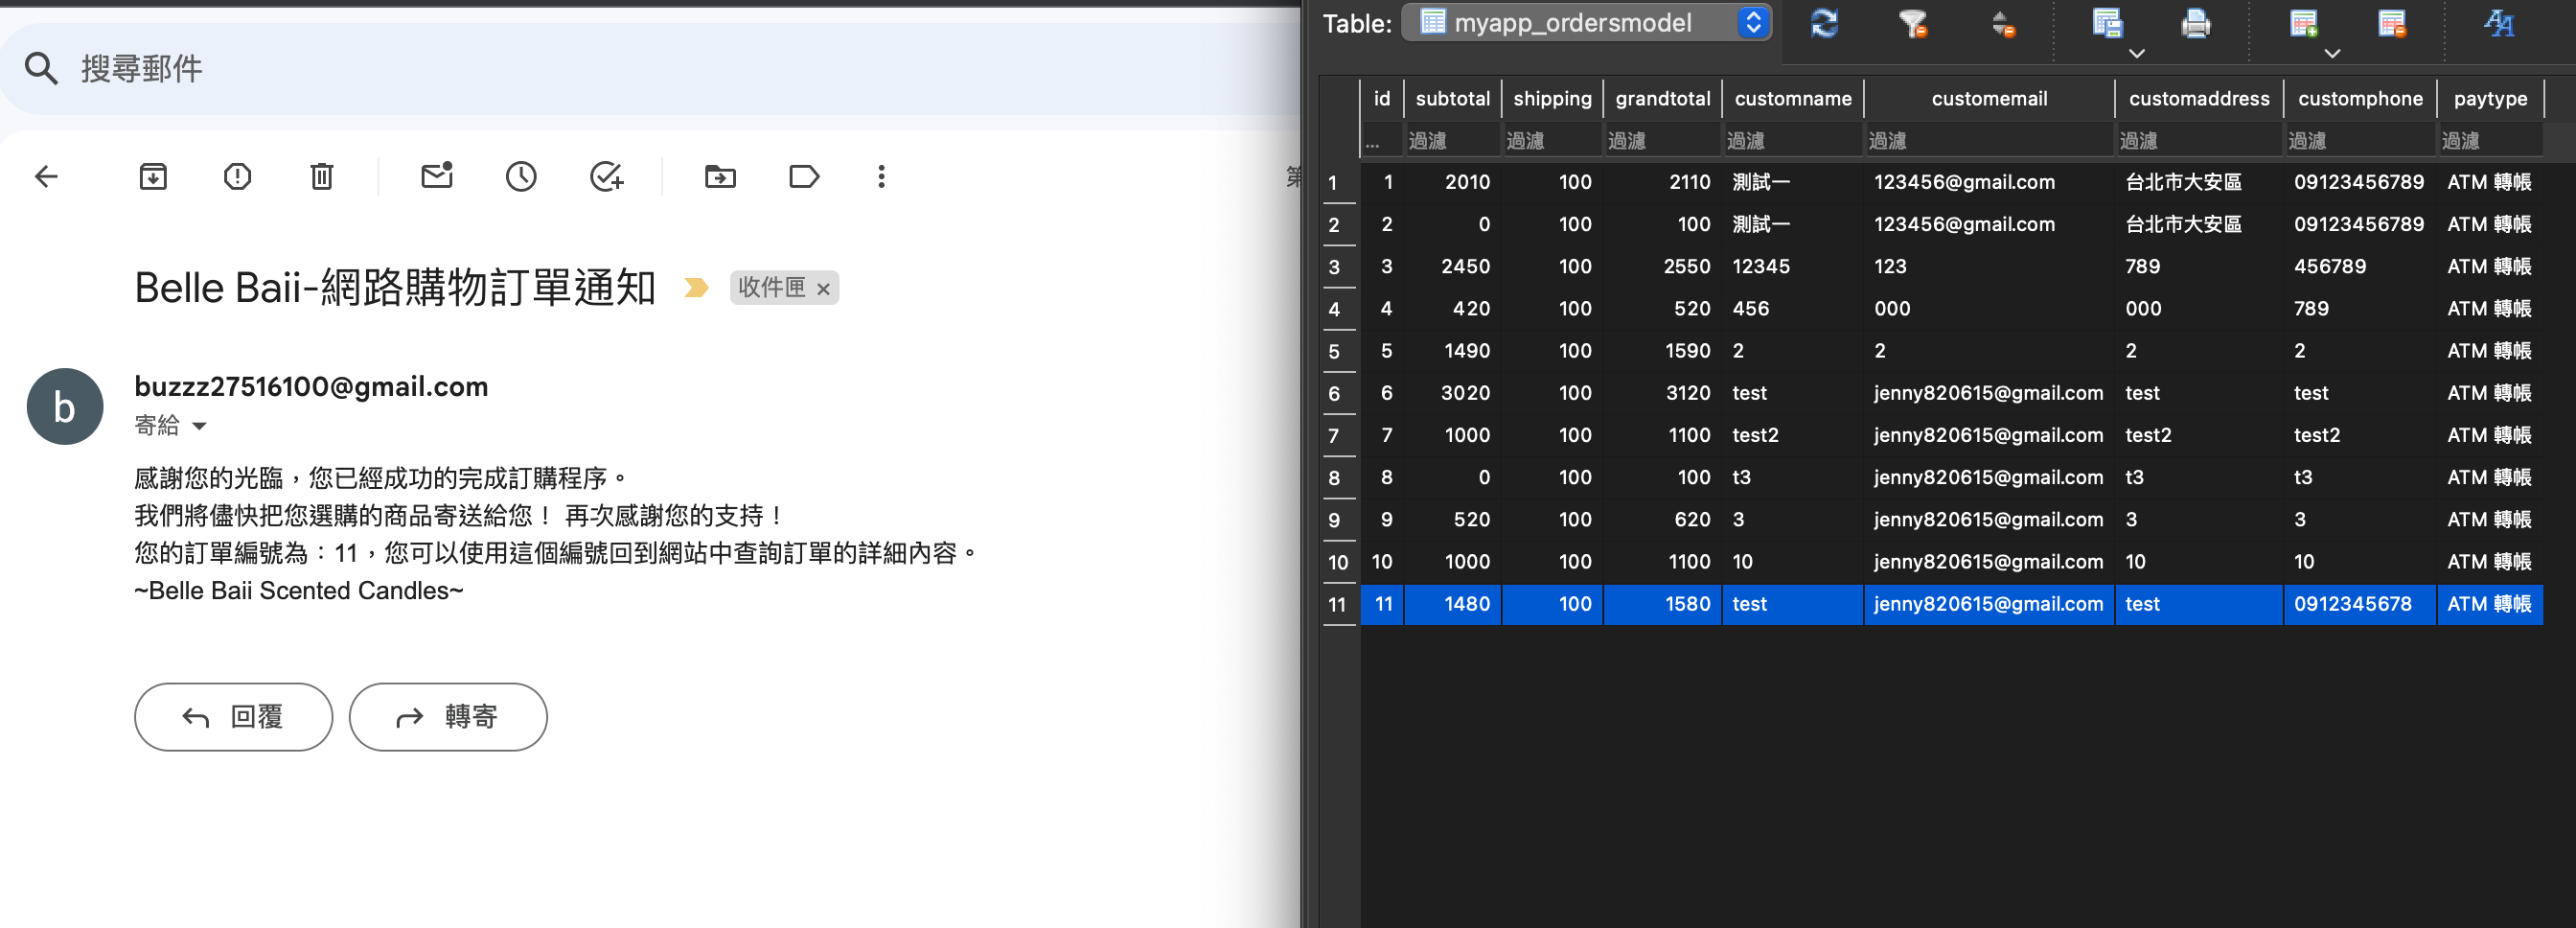 搜尋郵件
第
Belle Baii-網路購物訂單通知
收件匣 ×
b
buzzz27516100@gmail.com
寄給
感謝您的光臨，您已經成功的完成訂購程序。
我們將儘快把您選購的商品寄送給您！ 再次感謝您的支持！
您的訂單編號為：11，您可以使用這個編號回到網站中查詢訂單的詳細內容。
~Belle Baii Scented Candles~
回覆
轉寄
Table: myapp_ordersmodel
id subtotal shipping grandtotal customname customemail customaddress customphone paytype
... 過濾 過濾 過濾 過濾 過濾 過濾 過濾 過濾
1 1 2010 100 2110 測試一 123456@gmail.com 台北市大安區 09123456789 ATM 轉帳
2 2 0 100 100 測試一 123456@gmail.com 台北市大安區 09123456789 ATM 轉帳
3 3 2450 100 2550 12345 123 789 456789 ATM 轉帳
4 4 420 100 520 456 000 000 789 ATM 轉帳
5 5 1490 100 1590 2 2 2 2 ATM 轉帳
6 6 3020 100 3120 test jenny820615@gmail.com test test ATM 轉帳
7 7 1000 100 1100 test2 jenny820615@gmail.com test2 test2 ATM 轉帳
8 8 0 100 100 t3 jenny820615@gmail.com t3 t3 ATM 轉帳
9 9 520 100 620 3 jenny820615@gmail.com 3 3 ATM 轉帳
10 10 1000 100 1100 10 jenny820615@gmail.com 10 10 ATM 轉帳
11 11 1480 100 1580 test jenny820615@gmail.com test 0912345678 ATM 轉帳